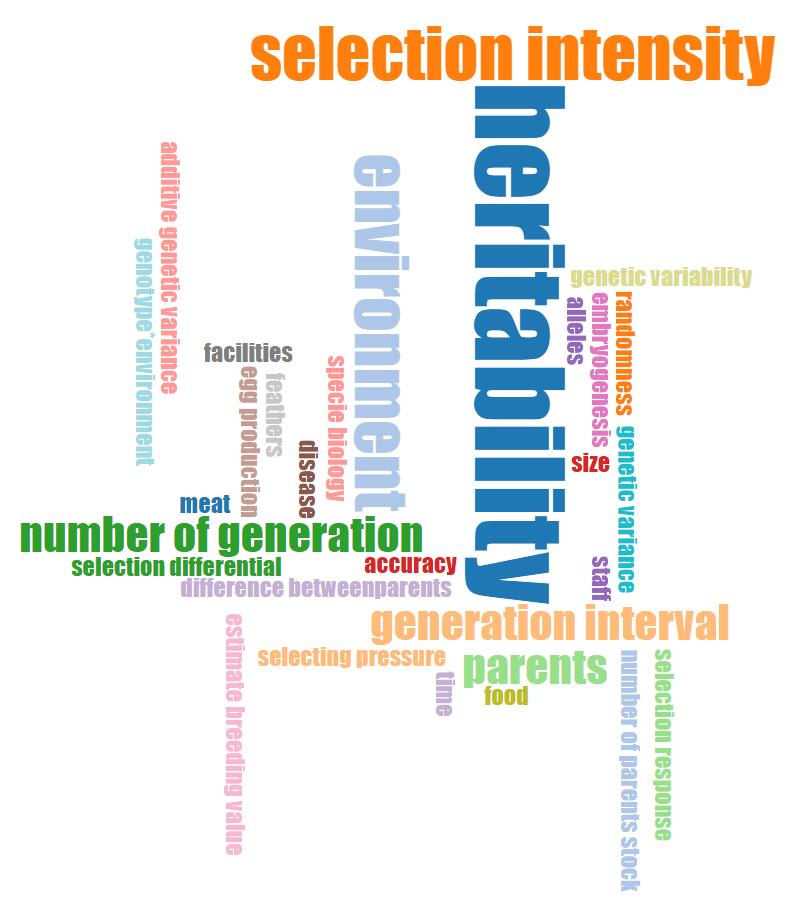 selection intensity
heritability
environment
additive genetic variance
genotype*environment
genetic variability
randomness
embryogenesis
alleles
facilities
specie biology
egg production
feathers
genetic variance
disease
size
meat
number of generation
accuracy
selection differential
staff
difference betweenparents
generation interval
estimate breeding value
selecting pressure
parents
number of parents stock
selection response
time
food